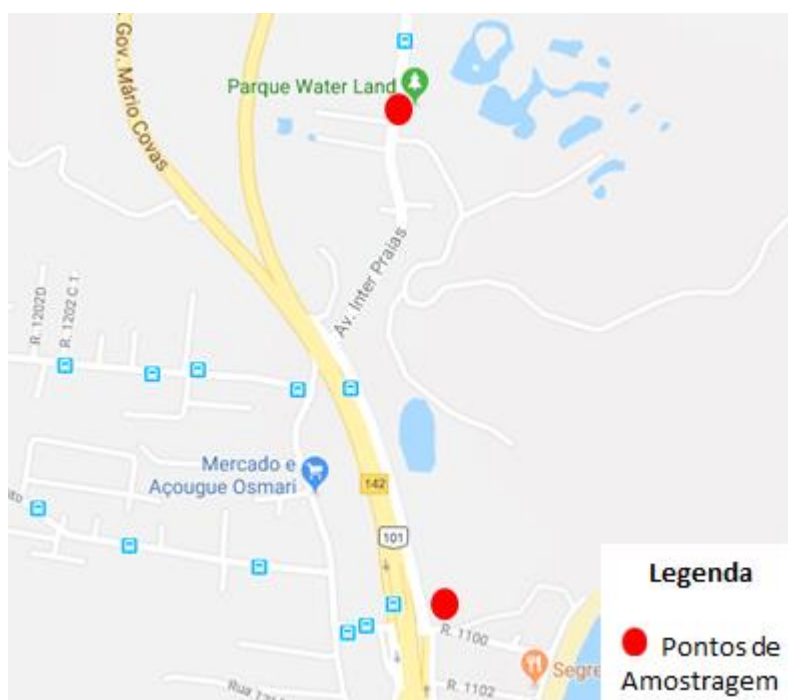 Gov. Mário Covas
Parque Water Land
Av. Inter Praias
R. 1202D
R. 1202 C 1
Mercado e
Açougue Osmari
142
101
R. 1100
Segre
R. 1102
Legenda
Pontos de
Amostragem